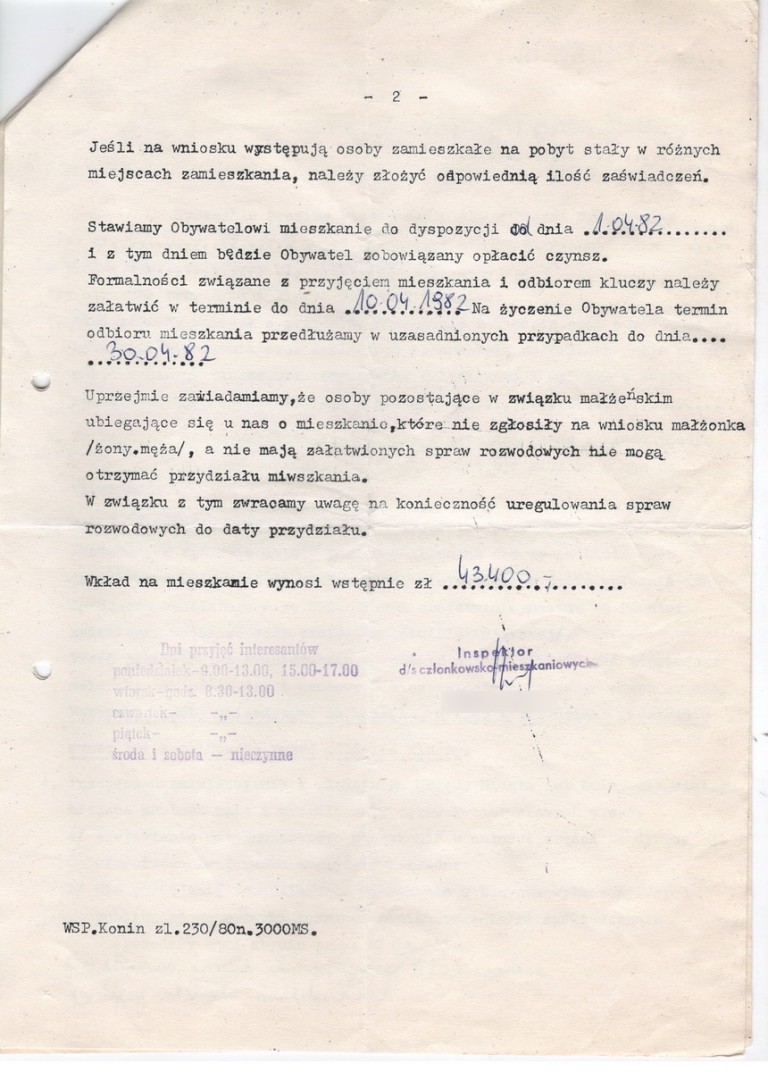 - 2 -
Jeśli na wniosku występują osoby zamieszkałe na pobyt stały w różnych
miejscach zamieszkania, należy złożyć odpowiednią ilość zaświadczeń.
Stawiamy Obywatelowi mieszkanie do dyspozycji od dnia 1.04.82
i z tym dniem będzie Obywatel zobowiązany opłacić czynsz.
Formalności związane z przyjęciem mieszkania i odbiorem kluczy należy
załatwić w terminie do dnia 10.04.1982 Na życzenie Obywatela termin
odbioru mieszkania przedłużamy w uzasadnionych przypadkach do dnia....
30.04.82
Uprzejmie zawiadamiamy,że osoby pozostające w związku małżeńskim
ubiegające się u nas o mieszkanie,które nie zgłosiły na wniosku małżonka
/żony.męża/, a nie mają załatwionych spraw rozwodowych nie mogą
otrzymać przydziału miwszkania.
W związku z tym zwracamy uwagę na konieczność uregulowania spraw
rozwodowych do daty przydziału.
Wkład na mieszkanie wynosi wstępnie zł 43.400,-
Dni przyjęć interesantów
poniedziałek-9.00-13.00, 15.00-17.00
wtorek-godz. 8.30-13.00
czwartek- -„-
piątek- -„-
środa i sobota — nieczynne
Inspektor
d/s członkowsko-mieszkaniowych
WSP.Konin zl.230/80n.3000MS.